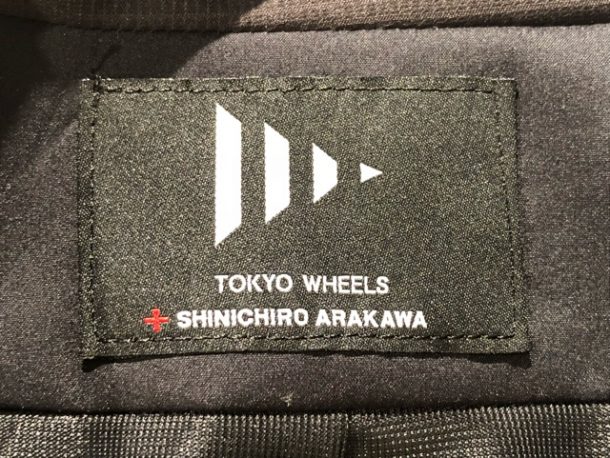 TOKYO WHEELS
+ SHINICHIRO ARAKAWA